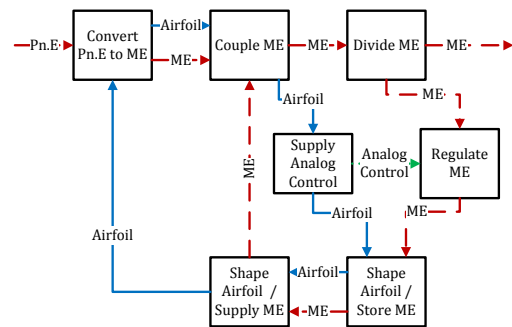 Pn.E
Convert
Pn.E to ME
Airfoil
ME
Couple ME
ME
Divide ME
ME
Airfoil
ME
Supply
Analog
Control
Analog
Control
Regulate
ME
ME
Airfoil
Airfoil
ME
Shape
Airfoil /
Supply ME
Airfoil
ME
Shape
Airfoil /
Store ME